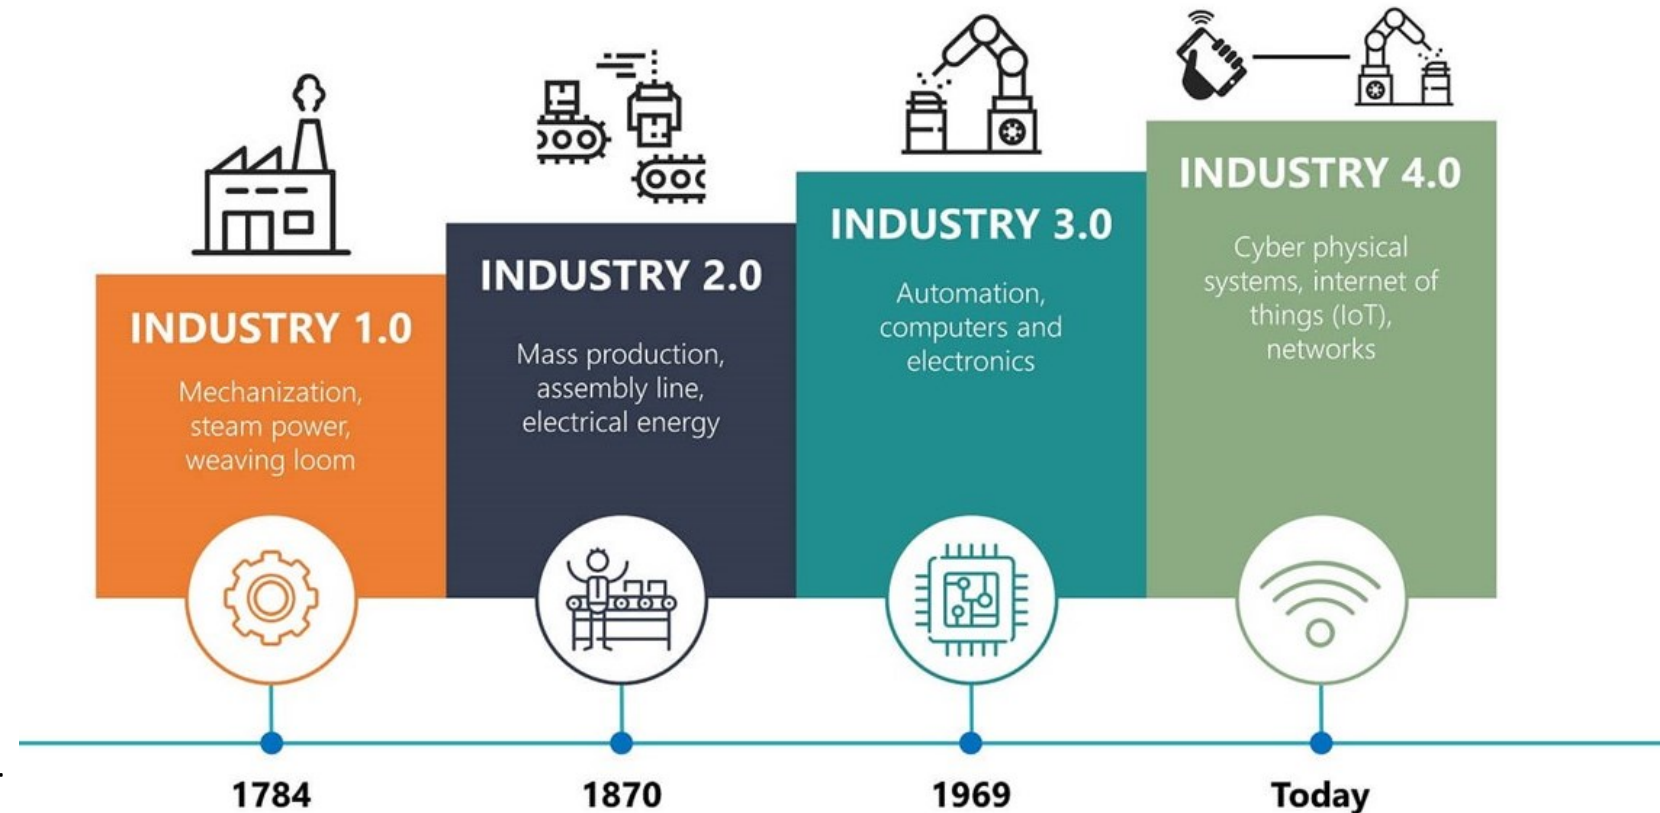 INDUSTRY 1.0
Mechanization,
steam power,
weaving loom
INDUSTRY 2.0
Mass production,
assembly line,
electrical energy
INDUSTRY 3.0
Automation,
computers and
electronics
INDUSTRY 4.0
Cyber physical
systems, internet of
things (IoT),
networks
1784
1870
1969
Today